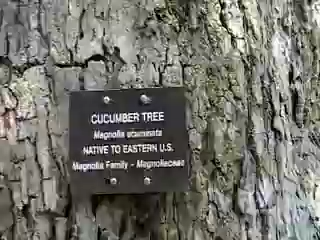 CUCUMBER TREE
Magnolia acuminata
NATIVE TO EASTERN U.S.
Magnolia Family - Magnoliaceae